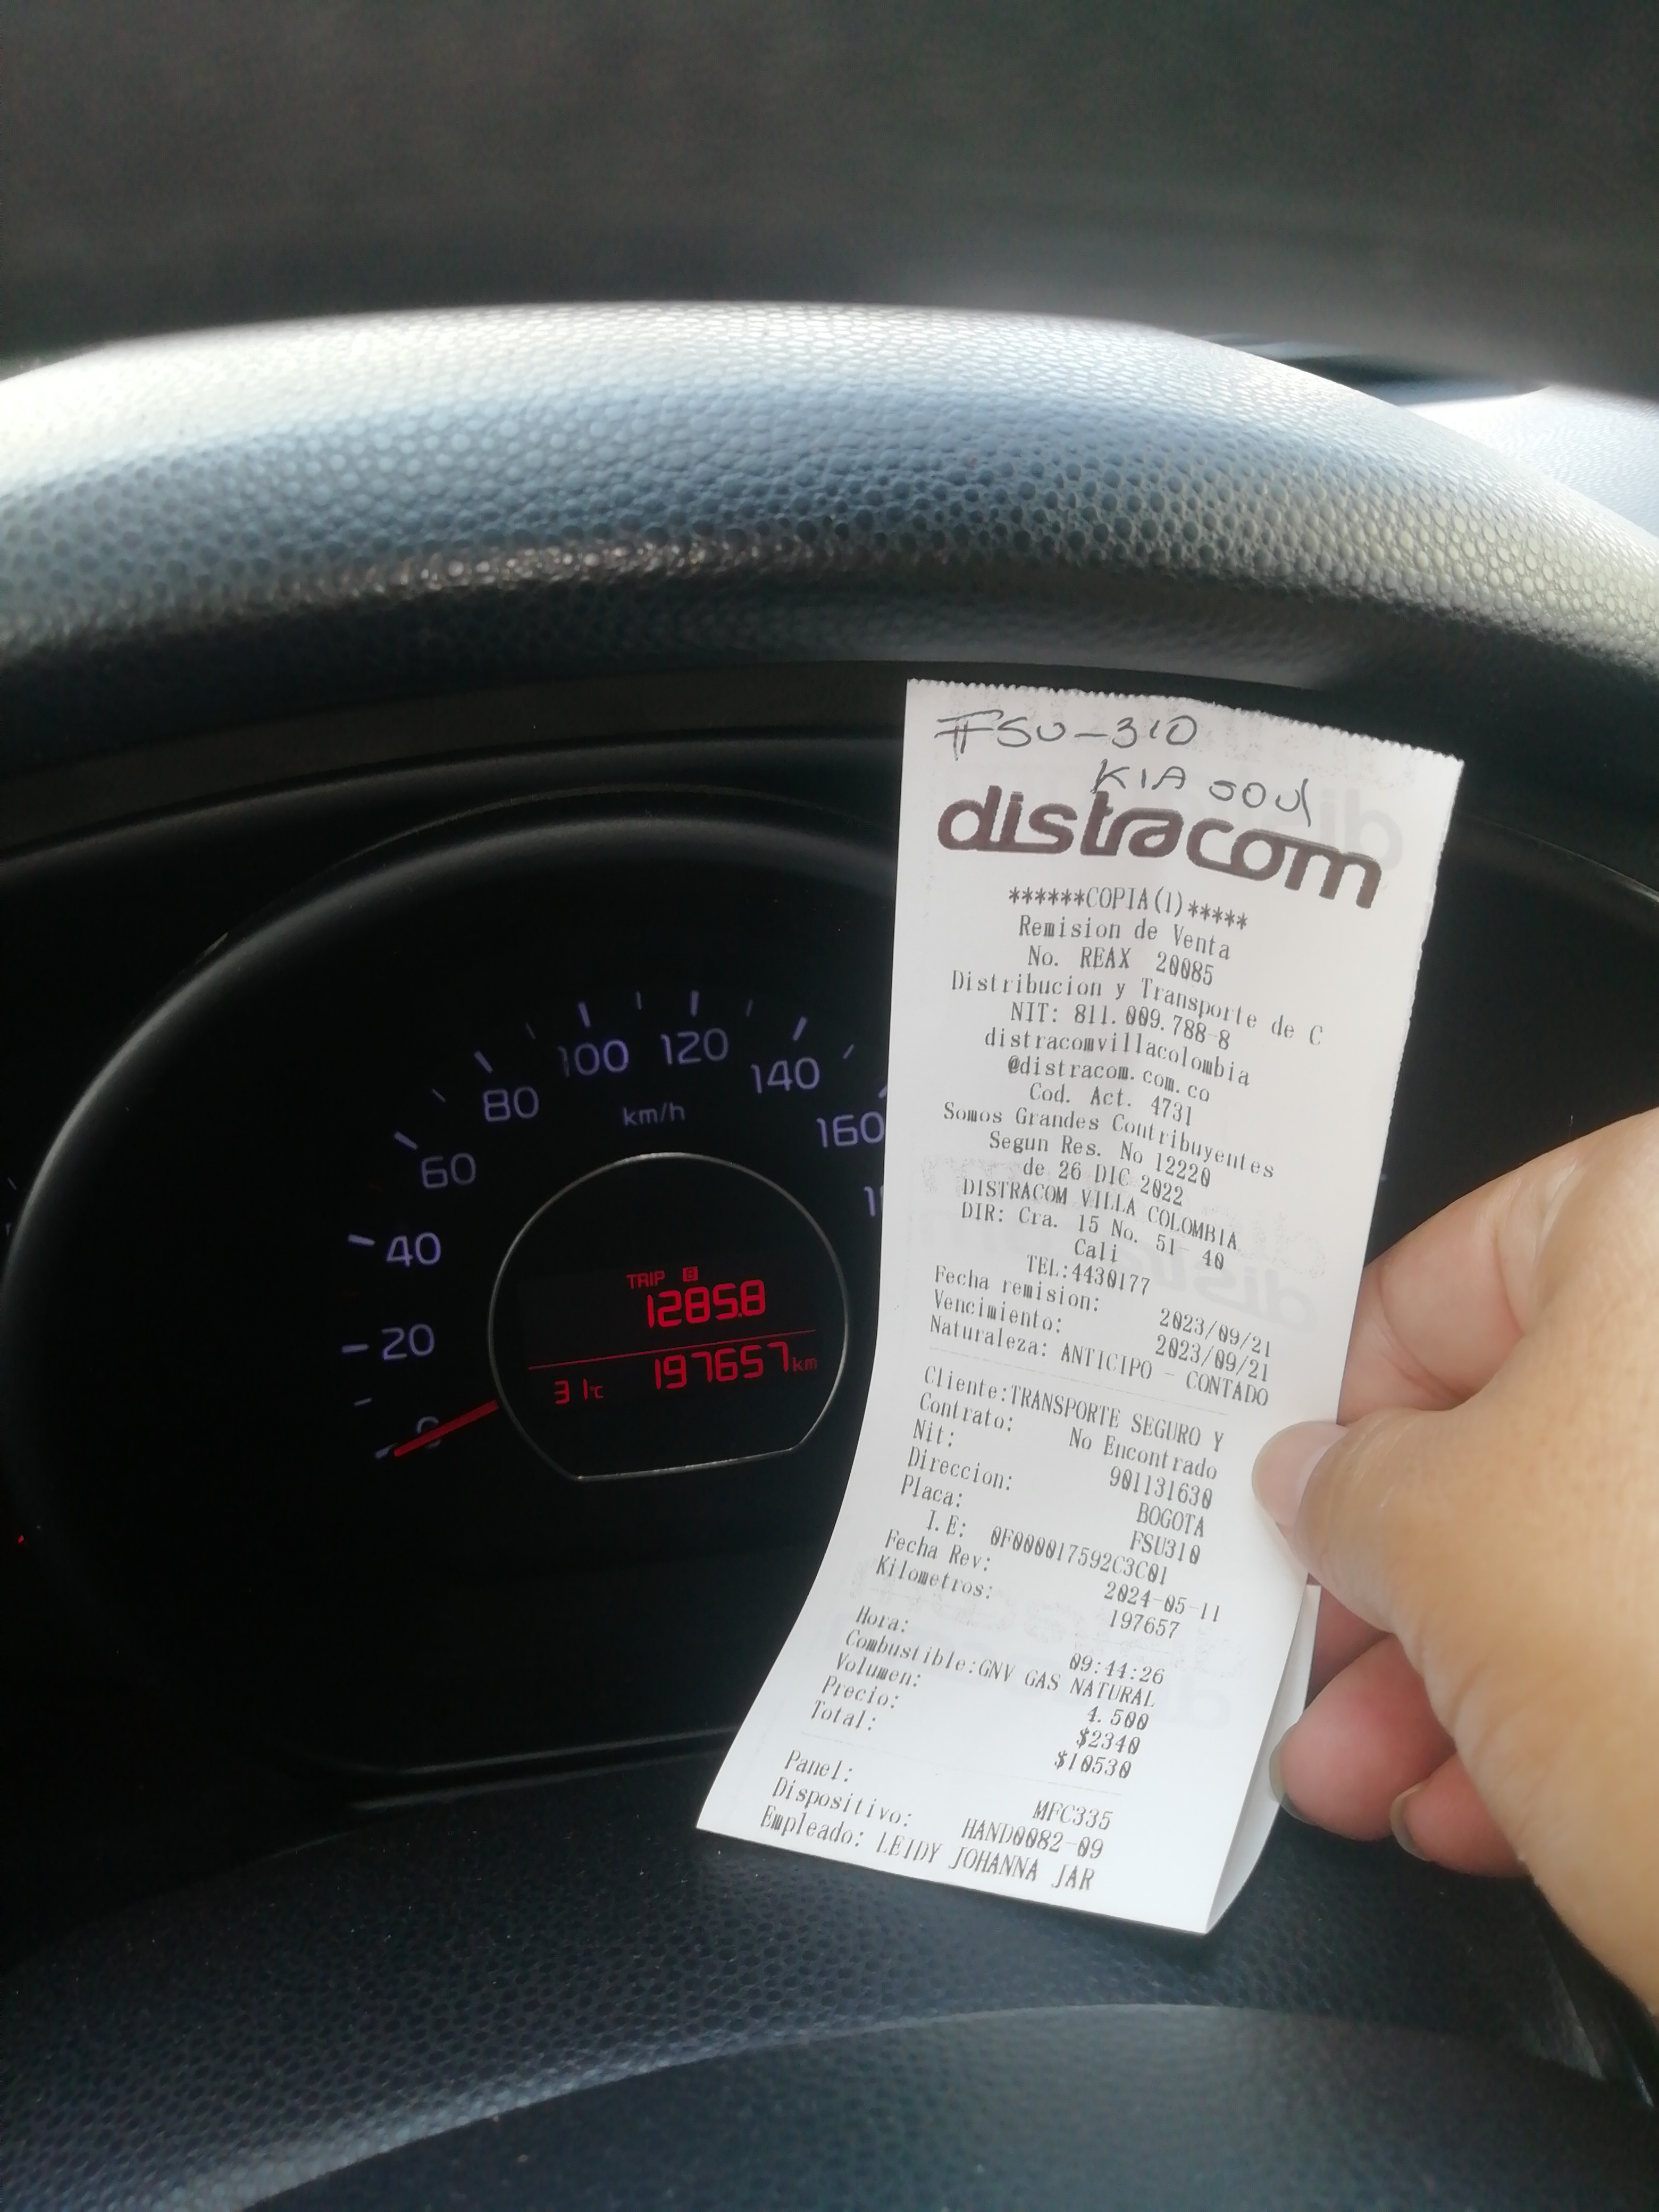 FSU-310
KIA soul
distracom
******COPIA(1)*****
Remision de Venta
No. REAX 20085
Distribucion y Transporte de C
NIT: 811.009.788-8
distracomvillacolombia
@distracom.com.co
Cod. Act. 4731
Somos Grandes Contribuyentes
Segun Res. No 12220
de 26 DIC 2022
DISTRACOM VILLA COLOMBIA
DIR: Cra. 15 No. 51- 40
Cali
TEL:4430177
Fecha remision: 2023/09/21
Vencimiento: 2023/09/21
Naturaleza: ANTICIPO - CONTADO
Cliente:TRANSPORTE SEGURO Y
Contrato: No Encontrado
Nit: 901131630
Direccion: BOGOTA
Placa: FSU310
I.E: 0F000017592C3C01
Fecha Rev: 2024-05-11
Kilometros: 197657
Hora: 09:44:26
Combustible:GNV GAS NATURAL
Volumen: 4.500
Precio: $2340
Total: $10530
Panel: MFC335
Dispositivo: HAND0082-09
Empleado: LEIDY JOHANNA JAR
0
20
40
60
80
100
120
140
160
km/h
TRIP B
1285.8
31°C 197657 km